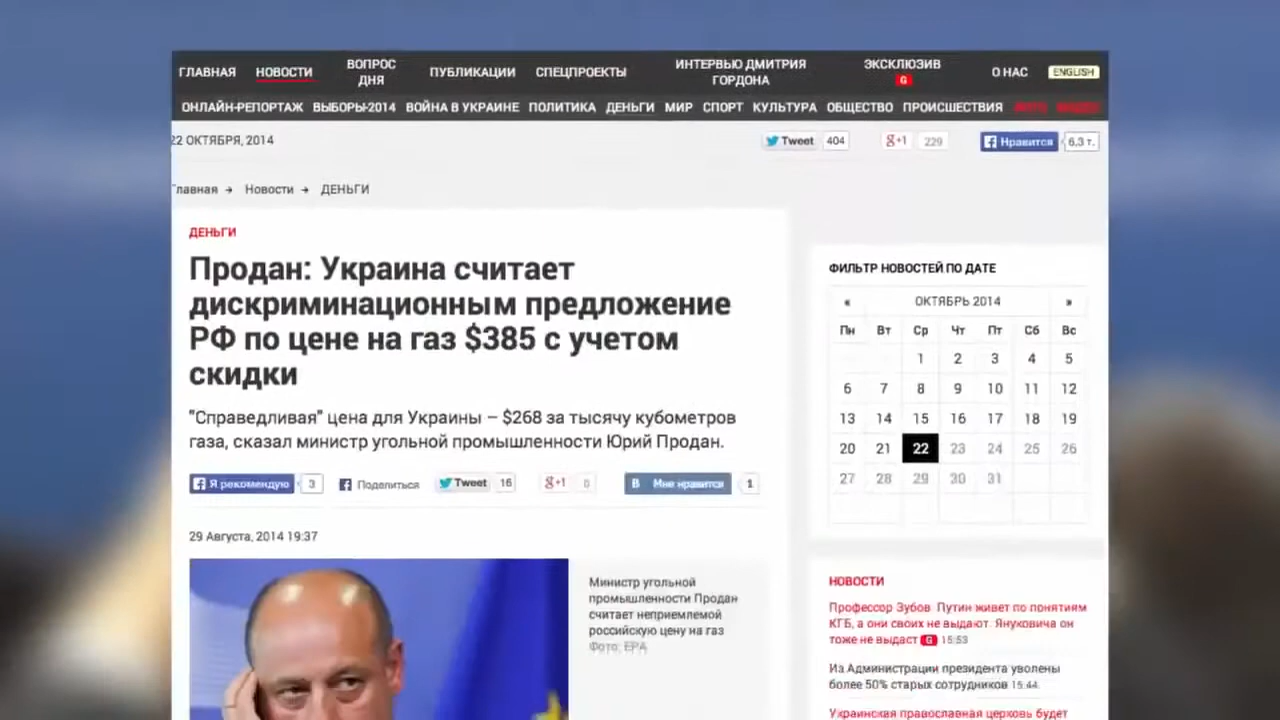 ГЛАВНАЯ НОВОСТИ ВОПРОС ДНЯ ПУБЛИКАЦИИ СПЕЦПРОЕКТЫ ИНТЕРВЬЮ ДМИТРИЯ ГОРДОНА ЭКСКЛЮЗИВ G О НАС ENGLISH
ОНЛАЙН-РЕПОРТАЖ ВЫБОРЫ-2014 ВОЙНА В УКРАИНЕ ПОЛИТИКА ДЕНЬГИ МИР СПОРТ КУЛЬТУРА ОБЩЕСТВО ПРОИСШЕСТВИЯ
22 ОКТЯБРЯ, 2014
Tweet 404 g+1 229 Нравится 6,3 т.
Главная → Новости → ДЕНЬГИ
ДЕНЬГИ
Продан: Украина считает
дискриминационным предложение
РФ по цене на газ $385 с учетом
скидки
"Справедливая" цена для Украины – $268 за тысячу кубометров
газа, сказал министр угольной промышленности Юрий Продан.
Я рекомендую 3 Поделиться Tweet 16 g+1 0 В Мне нравится 1
29 Августа, 2014 19:37
Министр угольной
промышленности Продан
считает неприемлемой
российскую цену на газ
Фото: EPA
ФИЛЬТР НОВОСТЕЙ ПО ДАТЕ
« ОКТЯБРЬ 2014 »
Пн Вт Ср Чт Пт Сб Вс
1 2 3 4 5
6 7 8 9 10 11 12
13 14 15 16 17 18 19
20 21 22 23 24 25 26
27 28 29 30 31
НОВОСТИ
Профессор Зубов: Путин живет по понятиям
КГБ, а они своих не выдают. Януковича он
тоже не выдаст G 15:53
Из Администрации президента уволены
более 50% старых сотрудников 15:44
Украинская православная церковь будет